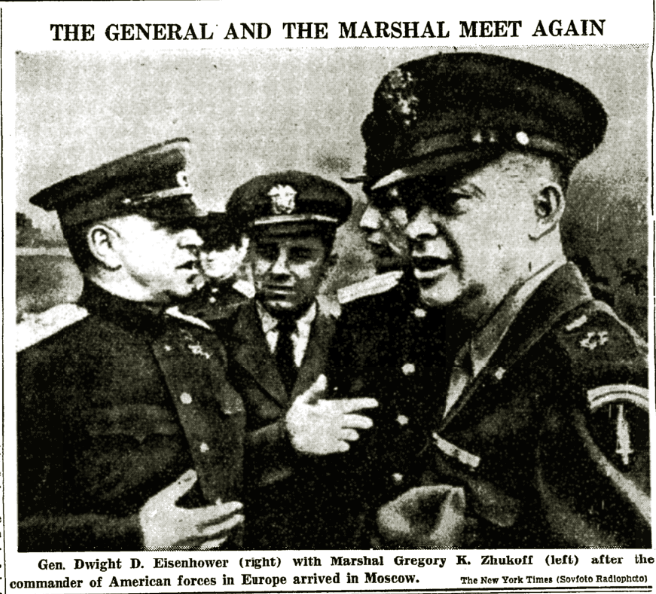 THE GENERAL AND THE MARSHAL MEET AGAIN
Gen. Dwight D. Eisenhower (right) with Marshal Gregory K. Zhukoff (left) after the
commander of American forces in Europe arrived in Moscow.
The New York Times (Sovfoto Radiophoto)